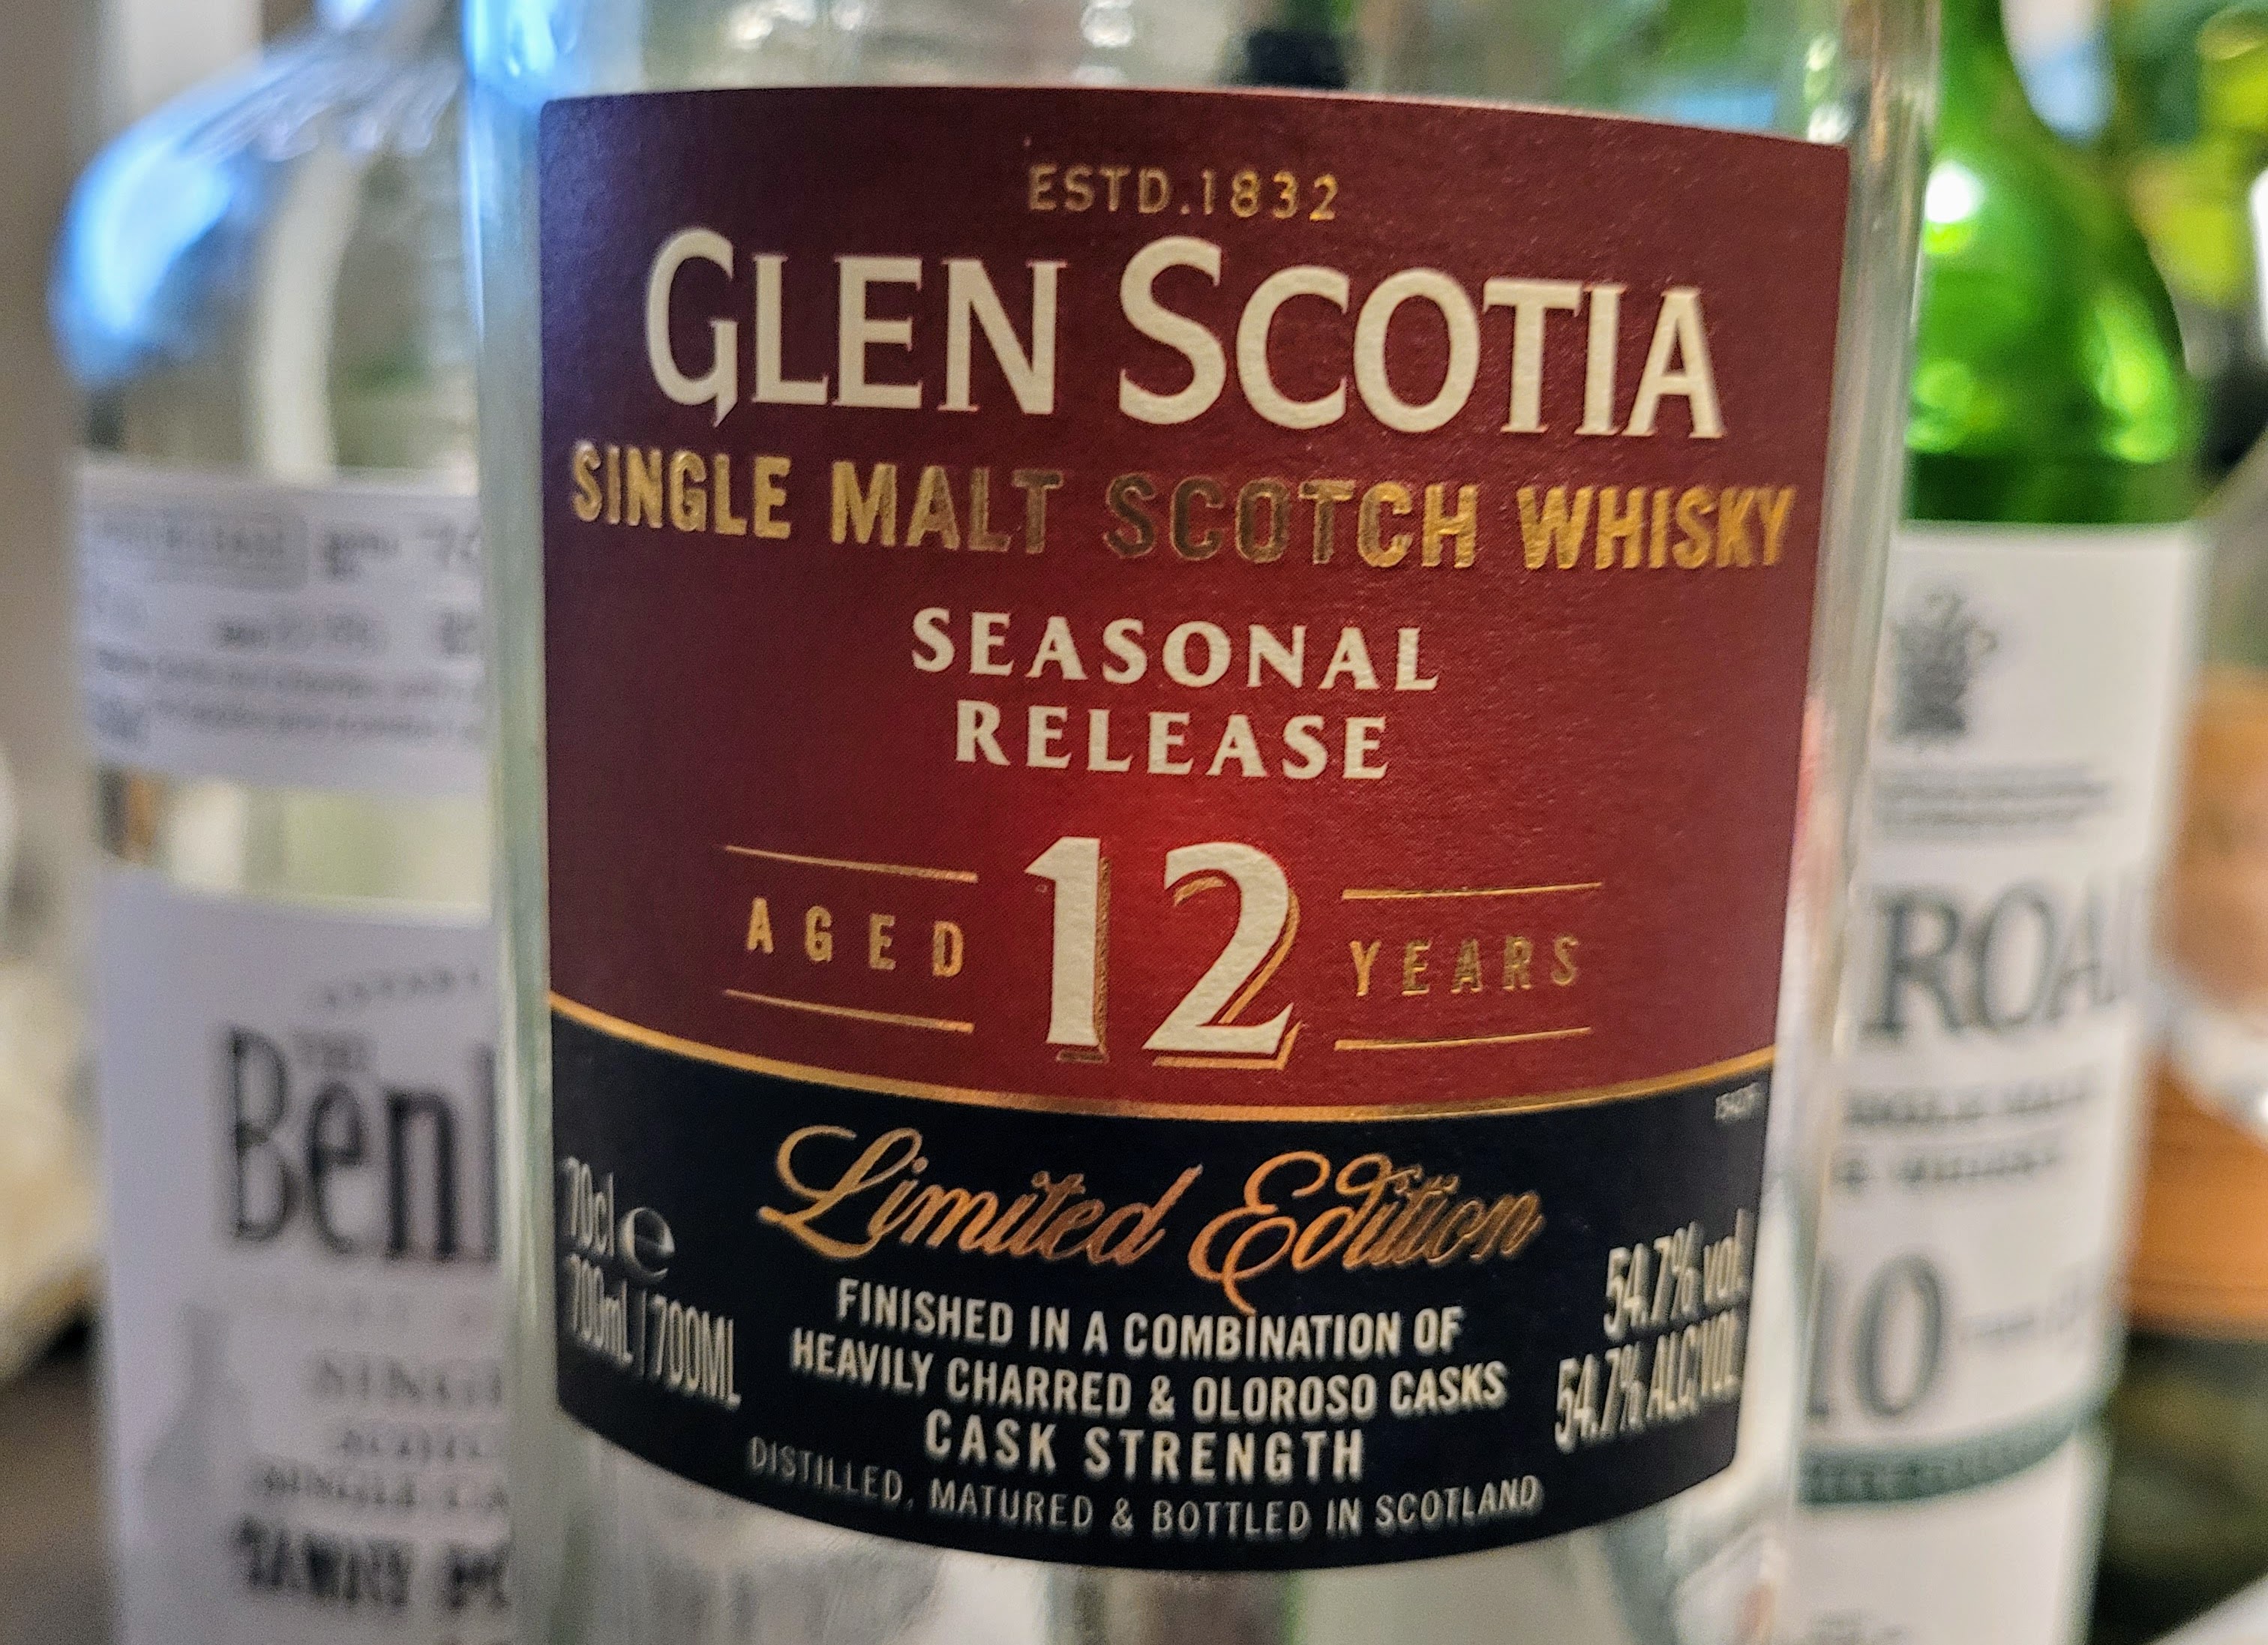 ESTD.1832
GLEN SCOTIA
SINGLE MALT SCOTCH WHISKY
SEASONAL
RELEASE
AGED 12 YEARS
Limited Edition
70cl e
700mL / 700ML
FINISHED IN A COMBINATION OF
HEAVILY CHARRED & OLOROSO CASKS
CASK STRENGTH
DISTILLED, MATURED & BOTTLED IN SCOTLAND
54.7% vol.
54.7% ALC/VOL
THE
Ben
SING
ROA
10